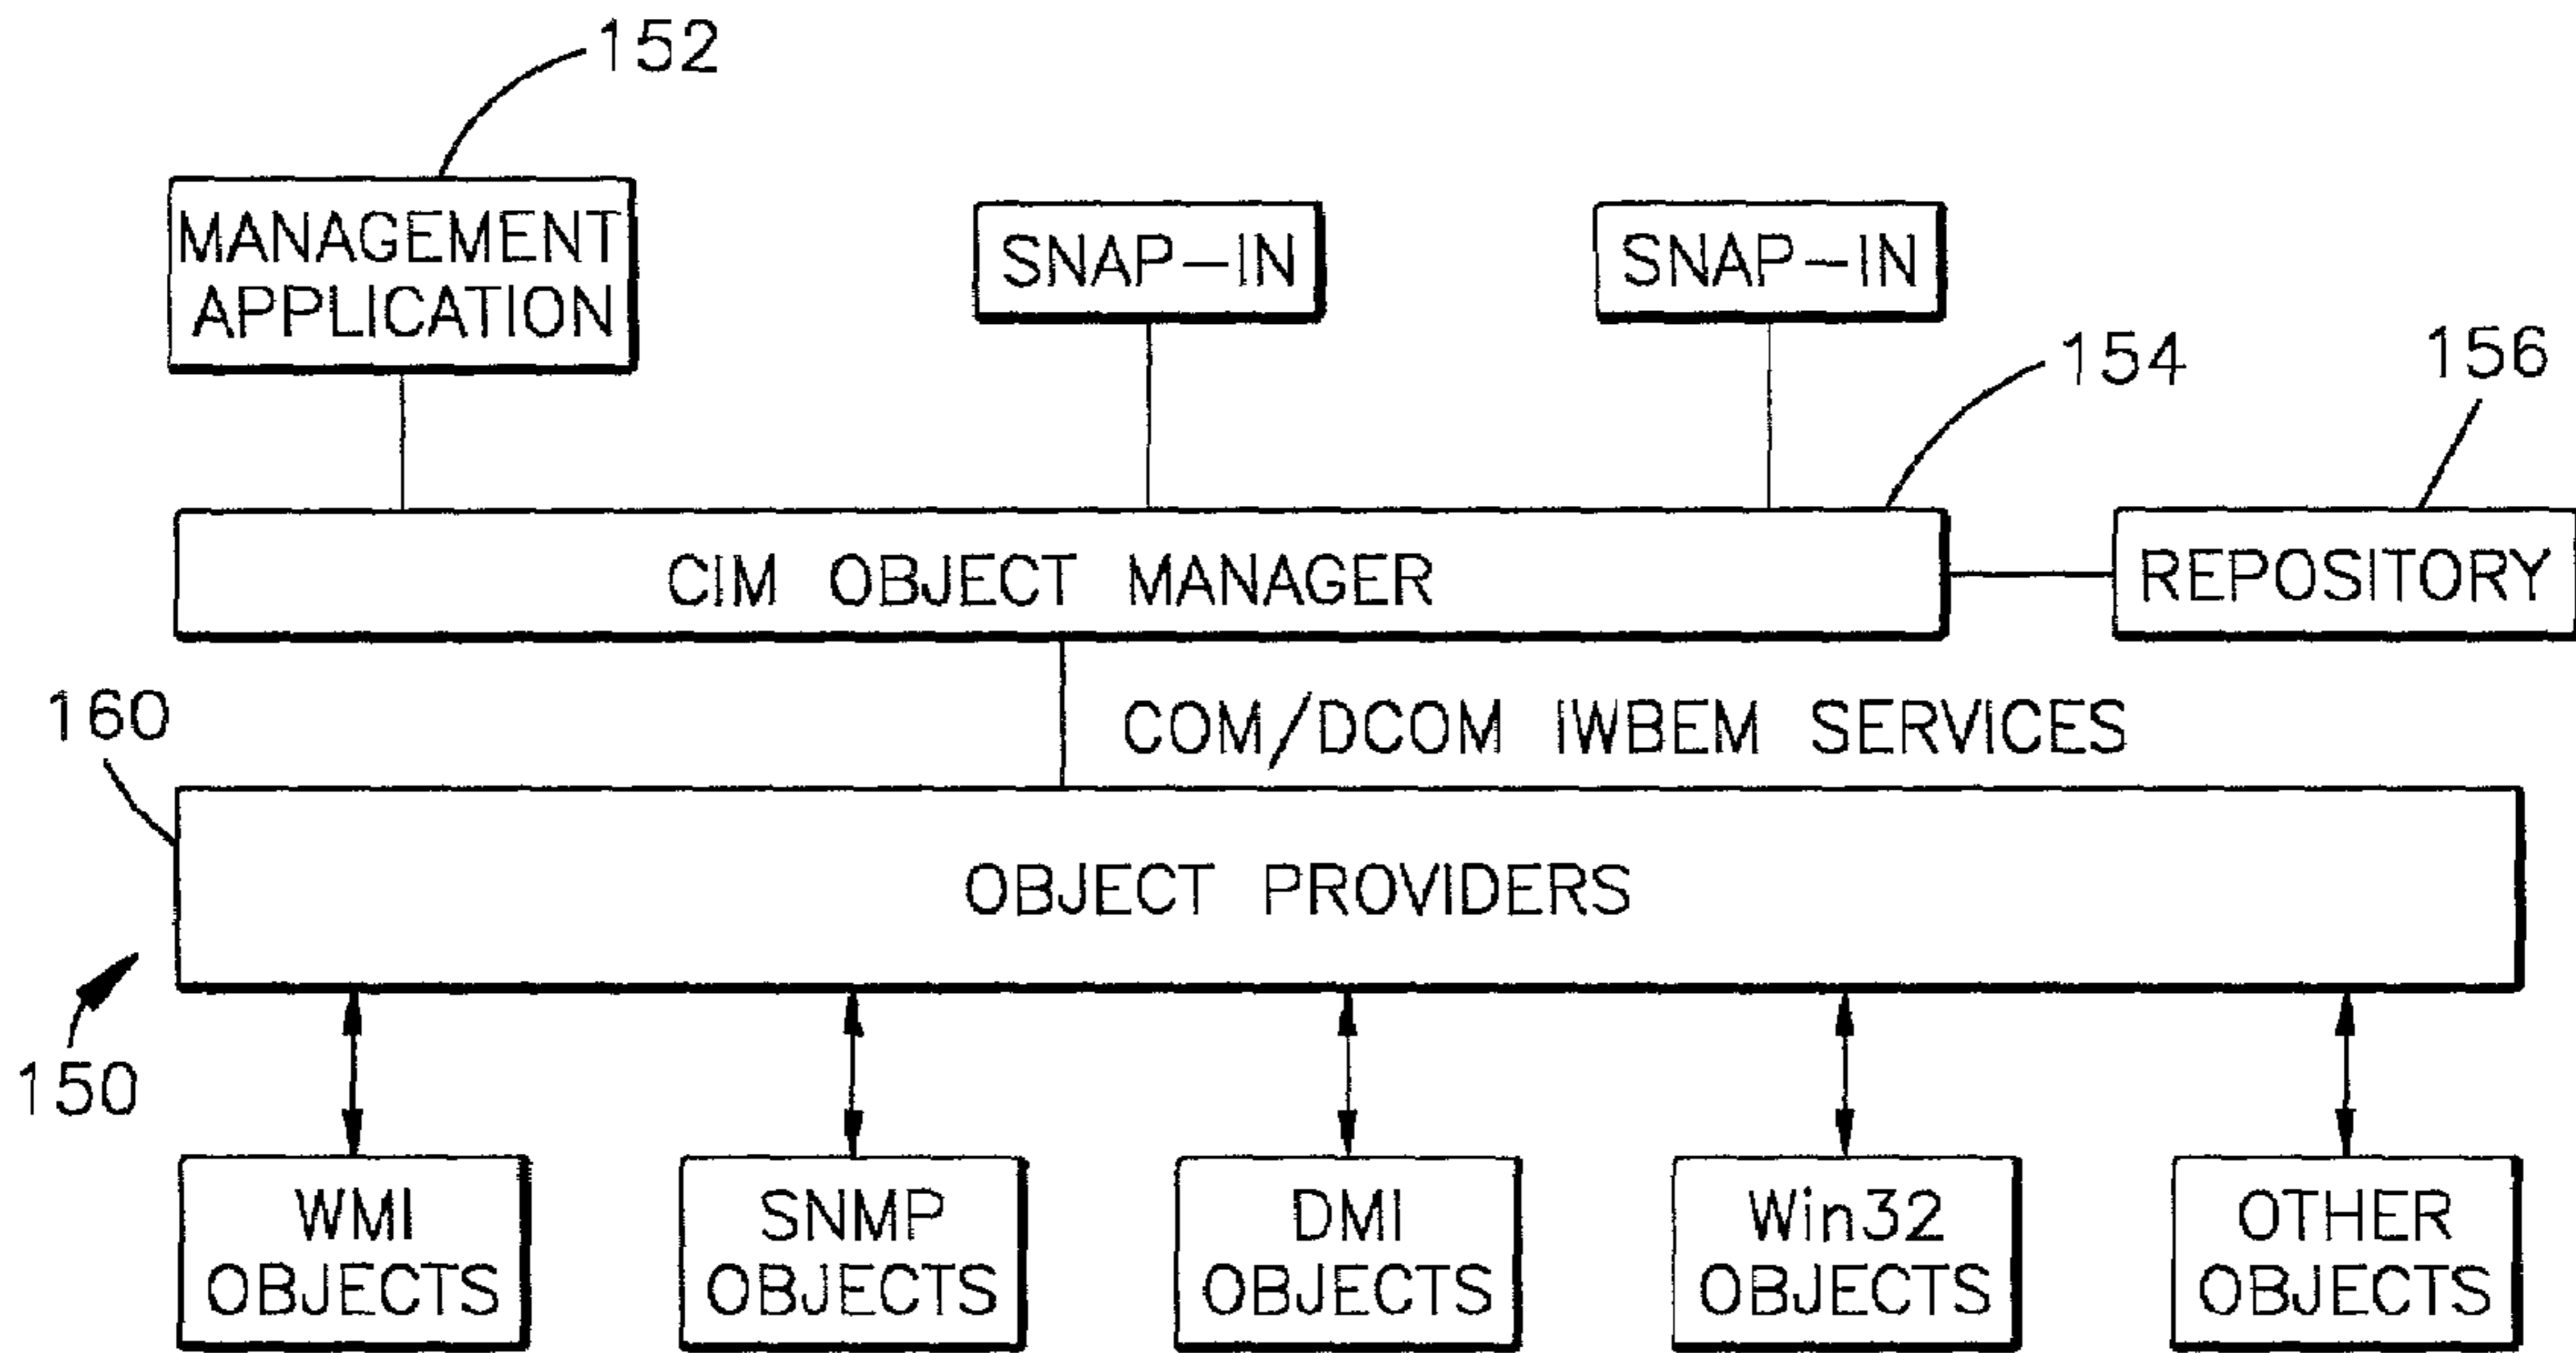 152
MANAGEMENT
APPLICATION
SNAP-IN
SNAP-IN
154
156
CIM OBJECT MANAGER
REPOSITORY
160
COM/DCOM IWBEM SERVICES
OBJECT PROVIDERS
150
WMI
OBJECTS
SNMP
OBJECTS
DMI
OBJECTS
Win32
OBJECTS
OTHER
OBJECTS